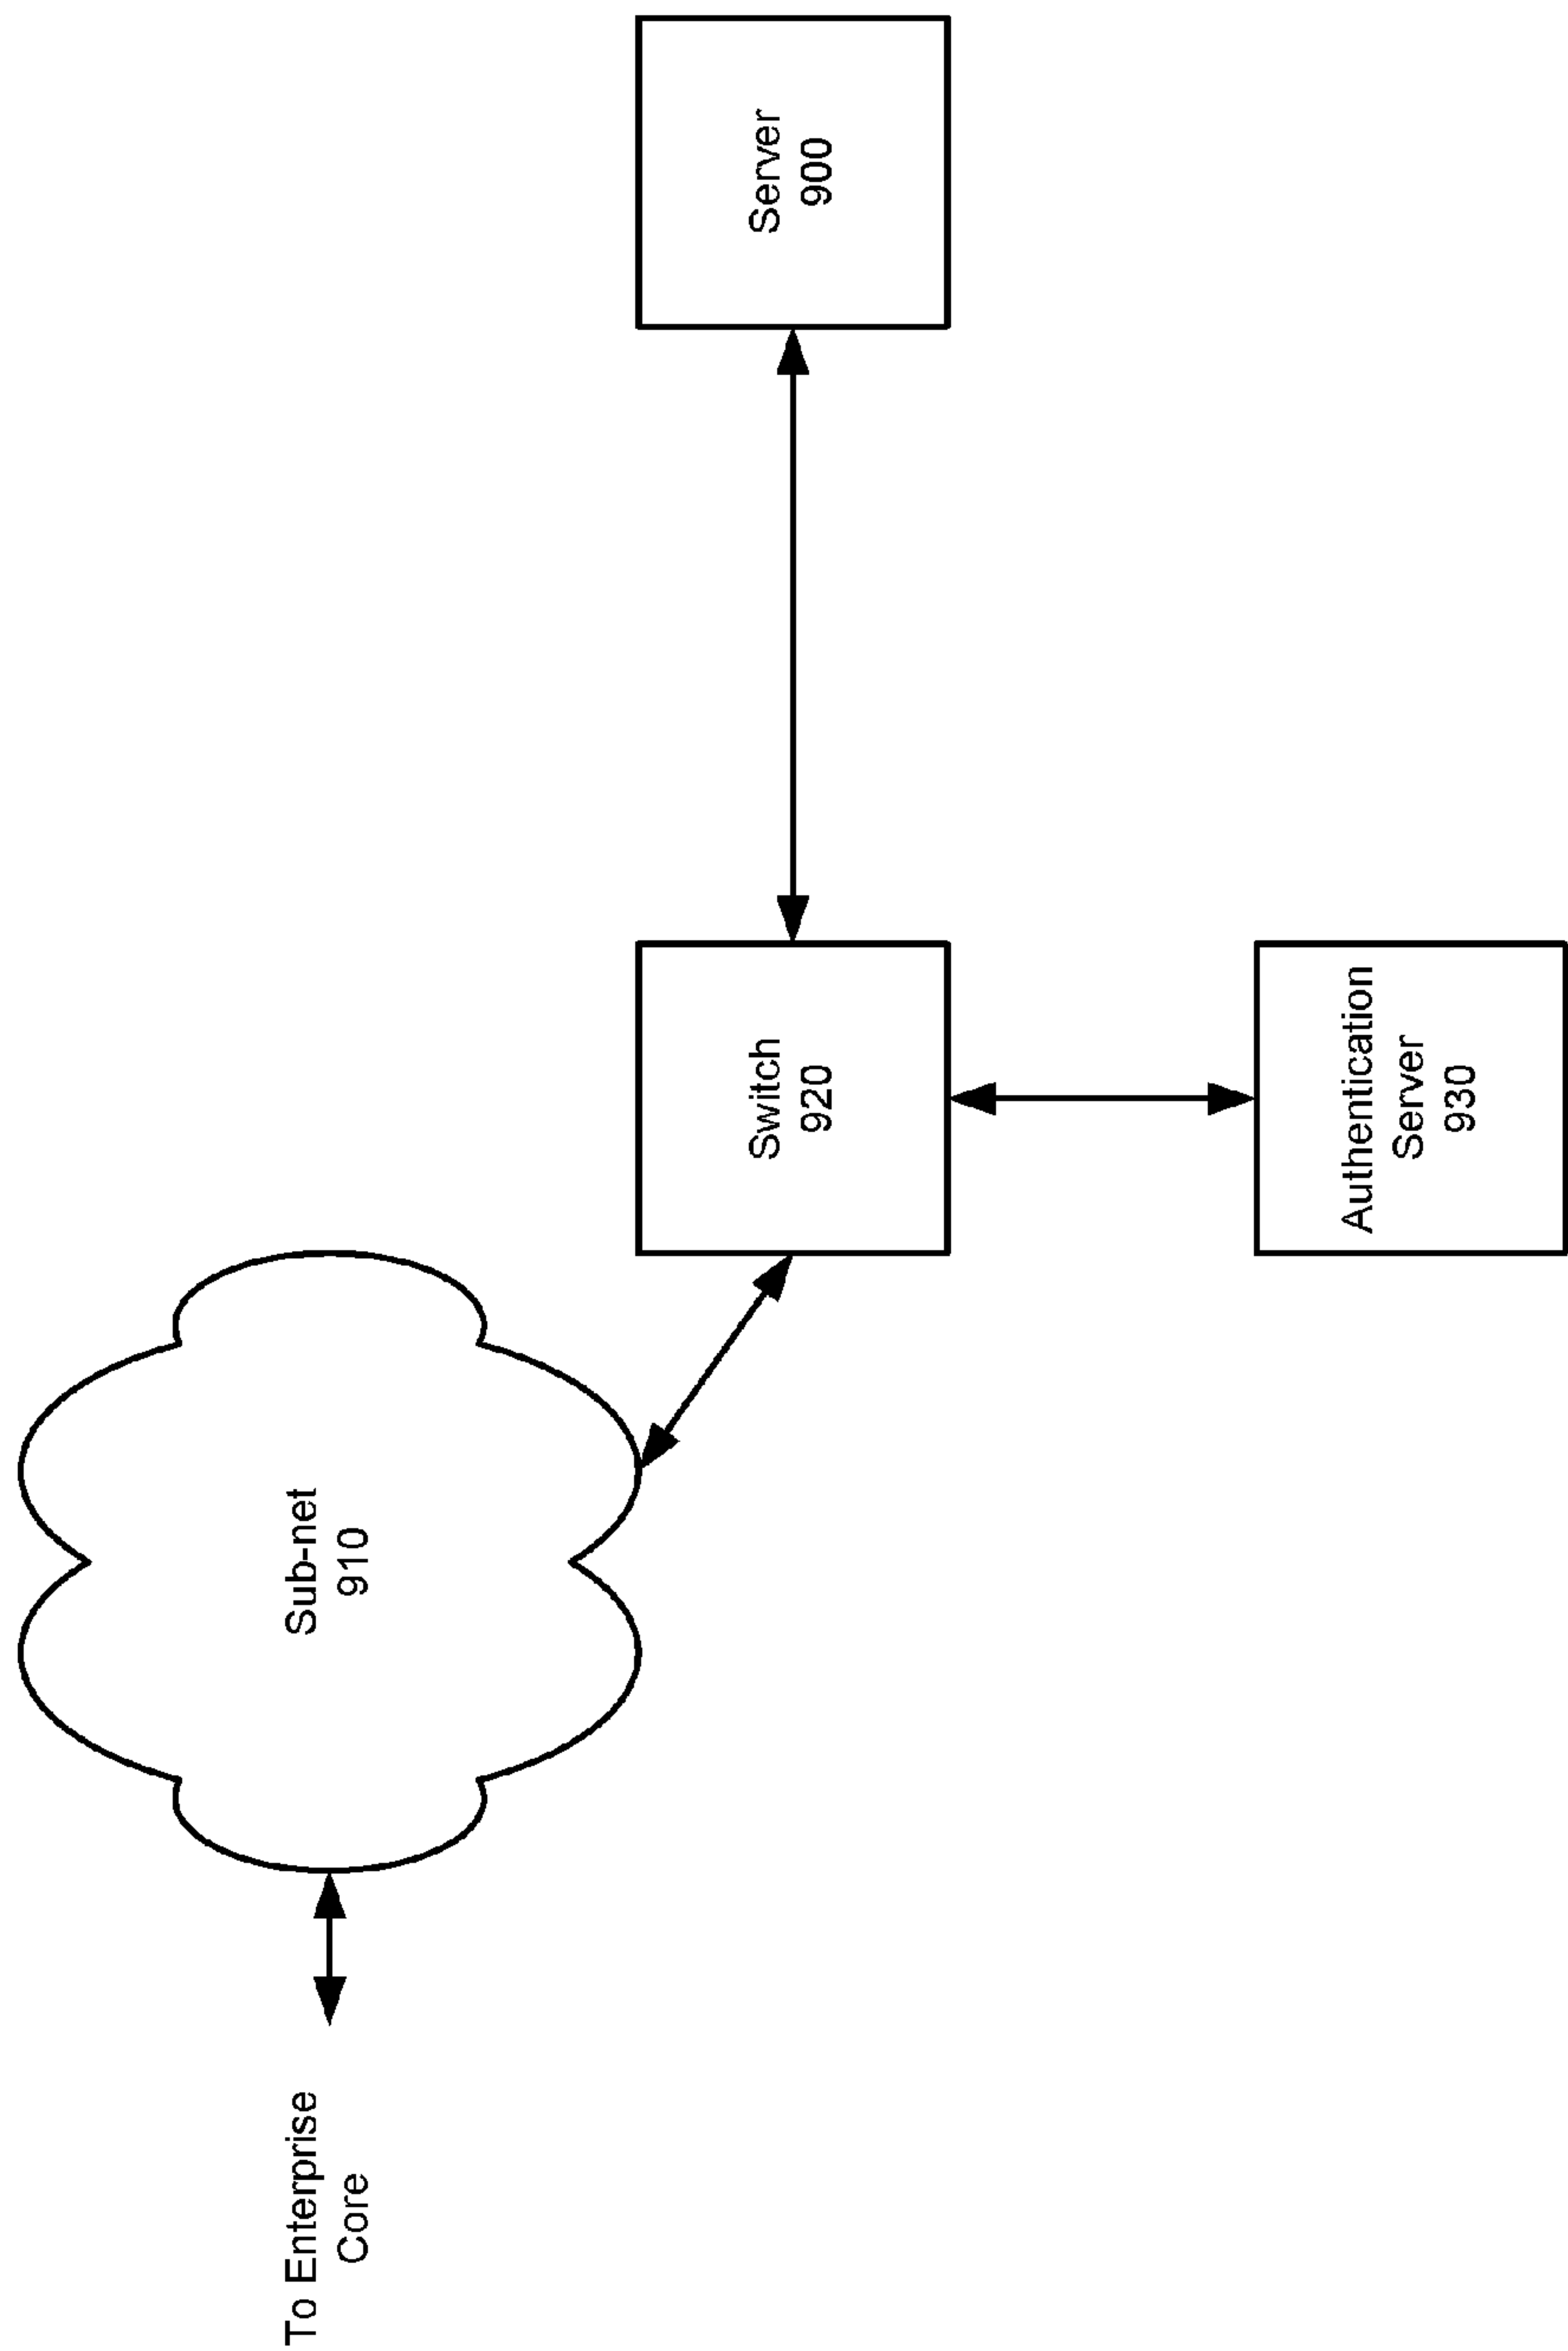 To Enterprise
Core
Sub-net
910
Switch
920
Server
900
Authentication
Server
930